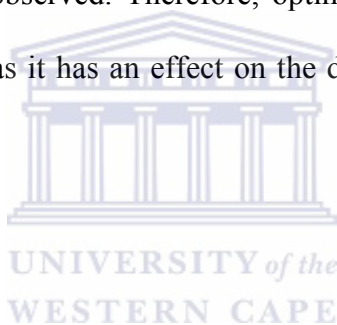 observed. Therefore, optim
as it has an effect on the d
UNIVERSITY of the
WESTERN CAPE